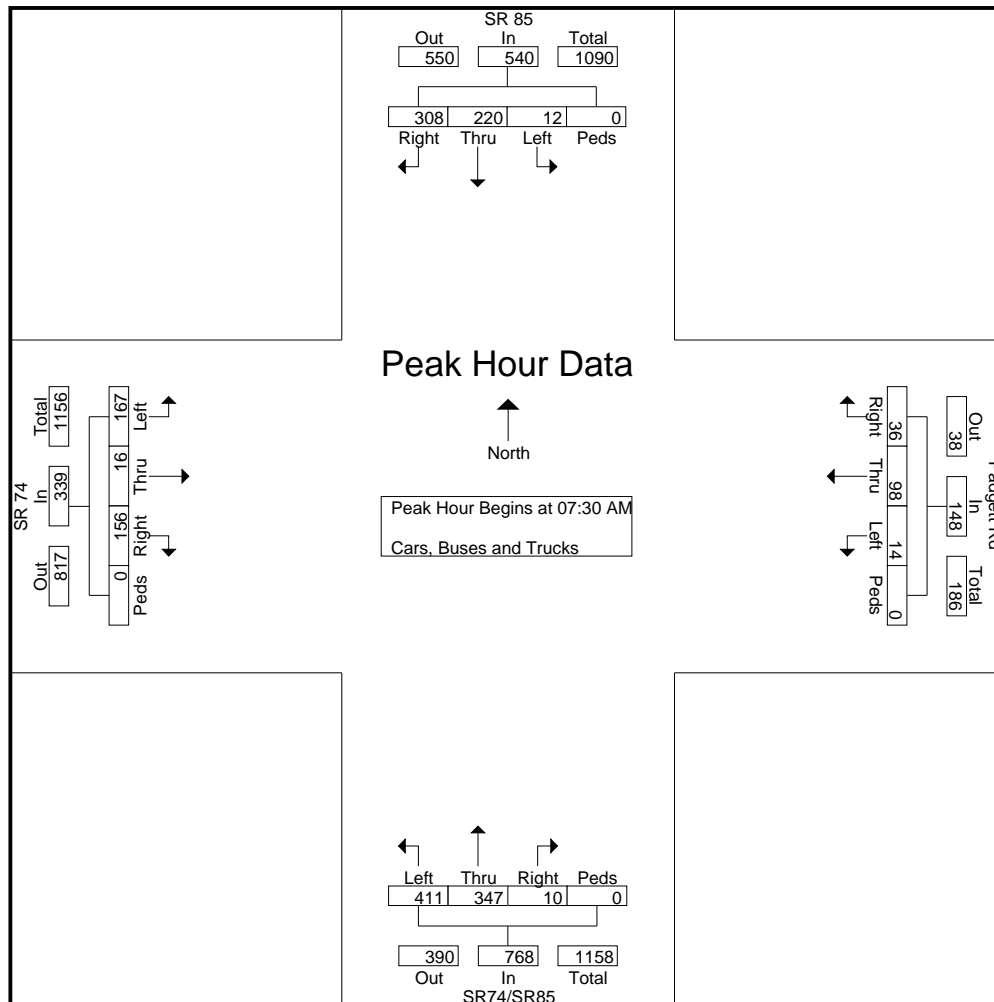 SR 85
Out In Total
550 540 1090
308 220 12 0
Right Thru Left Peds
Peak Hour Data
North
Peak Hour Begins at 07:30 AM
Cars, Buses and Trucks
SR 74
Total In Out
1156 339 817
167 16 156 0
Left Thru Right Peds
Right Thru Left Peds
36 98 14 0
Out In Total
38 148 186
Padgett Rd
Left Thru Right Peds
411 347 10 0
390 768 1158
Out In Total
SR74/SR85